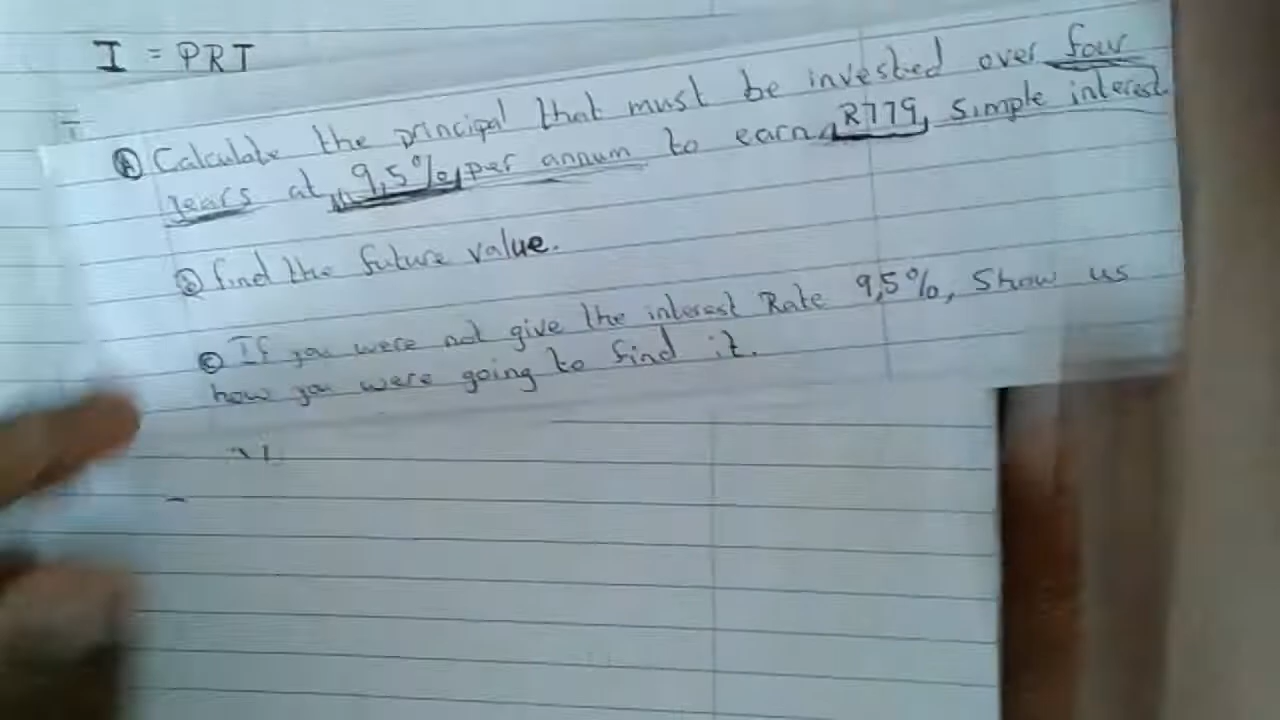 I = PRT
Ⓐ Calculate the principal that must be invested over four
years at 9,5% per annum to earn R779, Simple interest.
Ⓑ find the future value.
Ⓒ If you were not give the interest Rate 9,5%, Show us
how you were going to find it.